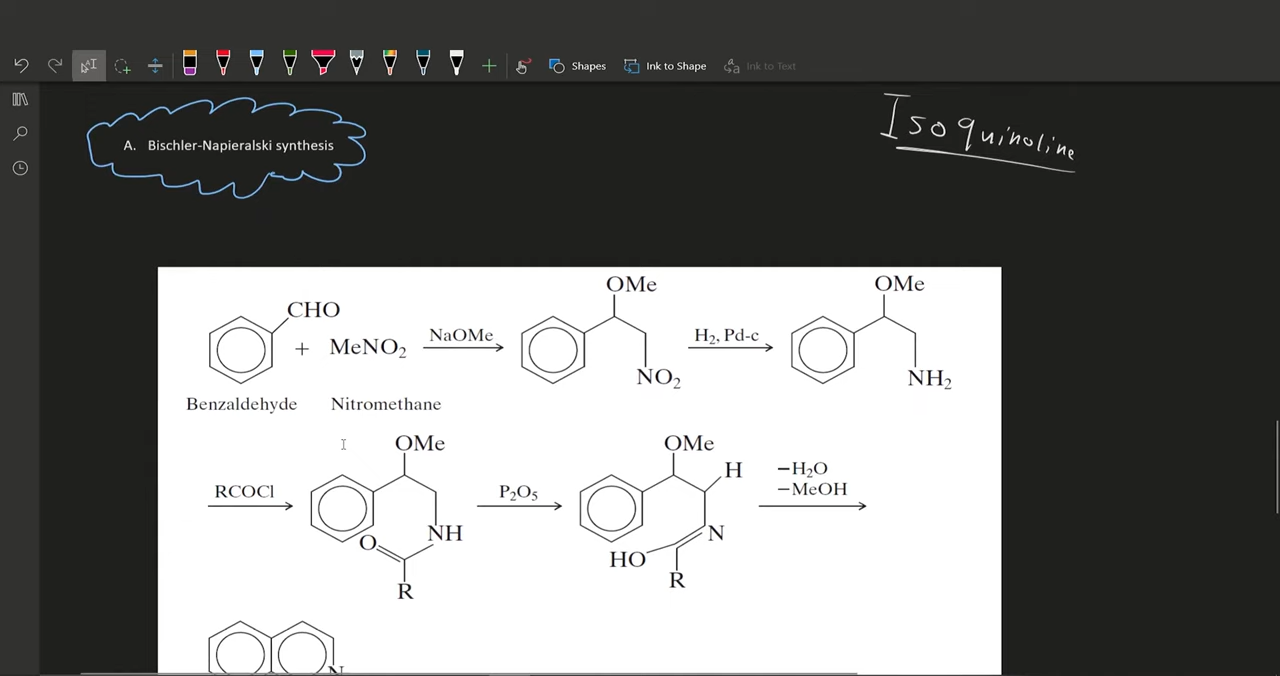 Shapes
Ink to Shape
Ink to Text
A. Bischler-Napieralski synthesis
Isoquinoline
CHO
+ MeNO2
NaOMe
OMe
NO2
H2, Pd-c
OMe
NH2
Benzaldehyde Nitromethane
RCOCl
OMe
NH
O
R
P2O5
OMe
H
N
HO
R
−H2O
−MeOH
N